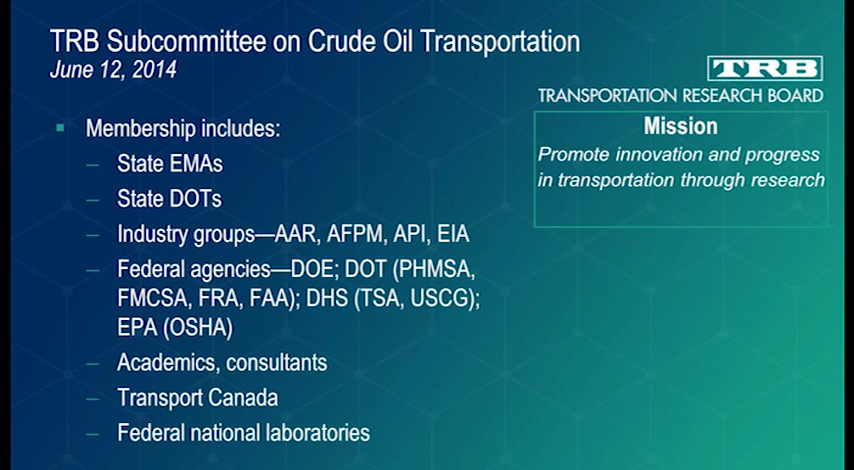 TRB Subcommittee on Crude Oil Transportation
June 12, 2014
TRB
TRANSPORTATION RESEARCH BOARD
Mission
Promote innovation and progress
in transportation through research
Membership includes:
– State EMAs
– State DOTs
– Industry groups—AAR, AFPM, API, EIA
– Federal agencies—DOE; DOT (PHMSA,
FMCSA, FRA, FAA); DHS (TSA, USCG);
EPA (OSHA)
– Academics, consultants
– Transport Canada
– Federal national laboratories